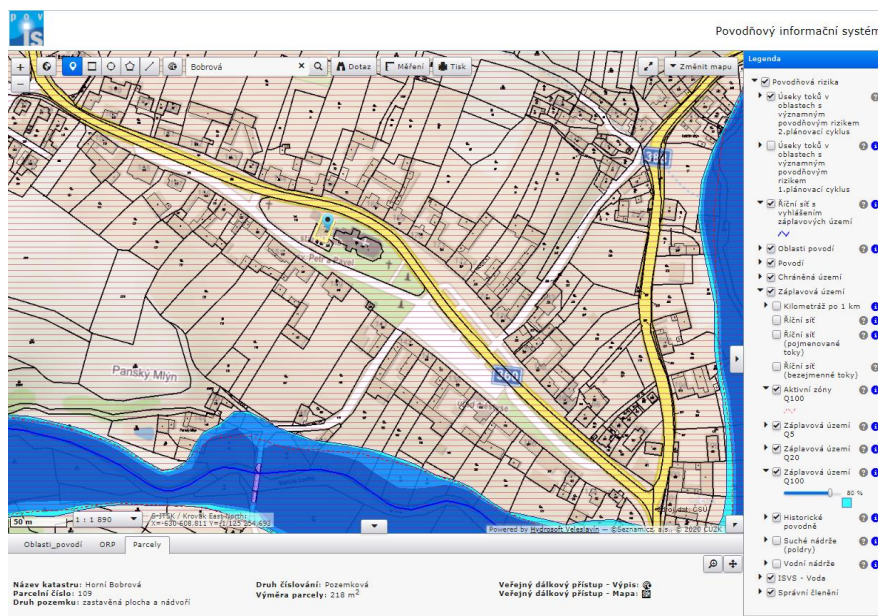 p o v
is
Povodňový informační systém
+
Bobrová
×
Dotaz
Měření
Tisk
Změnit mapu
−
384
Petr a Pavel
Panský Mlýn
360
50 m
1 : 1 890
S-JTSK / Krovak East North:
Powered by Hydrosoft Veleslavín — ©Seznam.cz, a.s., © 2020 ČÚZK
Legenda
Povodňová rizika
Úseky toků v
oblastech s
významným
povodňovým rizikem
2.plánovací cyklus
Úseky toků v
oblastech s
významným
povodňovým
rizikem
1.plánovací cyklus
Říční síť s
vyhlášením
záplavových území
Oblasti povodí
Povodí
Chráněná území
Záplavová území
Kilometráž po 1 km
Říční síť
Říční síť
(pojmenované
toky)
Říční síť
(bezejmenné toky)
Aktivní zóny
Q100
Záplavová území
Q5
Záplavová území
Q20
Záplavová území
Q100
80 %
Historické
povodně
Suché nádrže
(poldry)
Vodní nádrže
ISVS - Voda
Správní členění
Oblasti_povodí
ORP
Parcely
Název katastru: Horní Bobrová
Parcelní číslo: 109
Druh pozemku: zastavěná plocha a nádvoří
Druh číslování: Pozemková
Výměra parcely: 218 m²
Veřejný dálkový přístup - Výpis:
Veřejný dálkový přístup - Mapa: